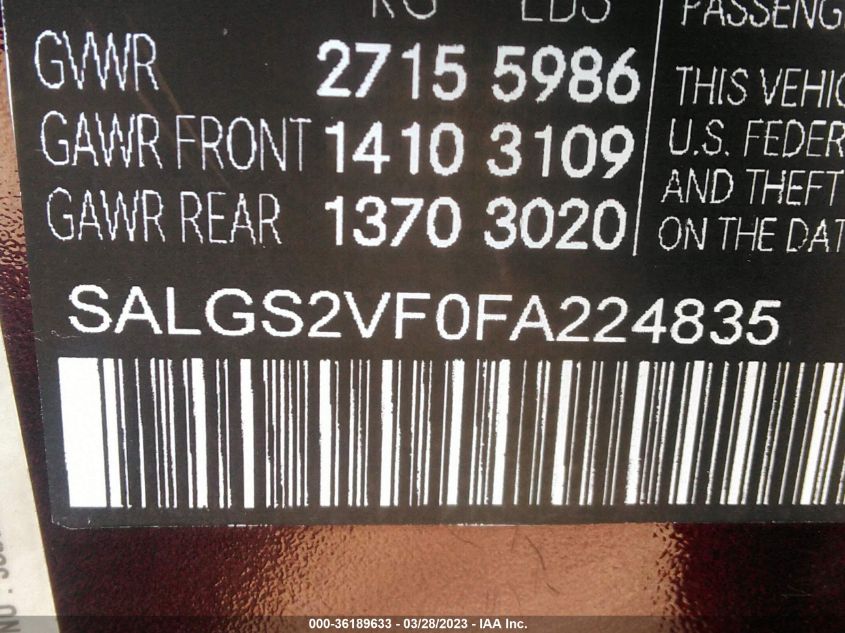 KG LBS PASSENG
GVWR 2715 5986
THIS VEHIC
GAWR FRONT 1410 3109
U.S. FEDER
GAWR REAR 1370 3020
AND THEFT
ON THE DAT
SALGS2VF0FA224835
000-36189633 - 03/28/2023 - IAA Inc.